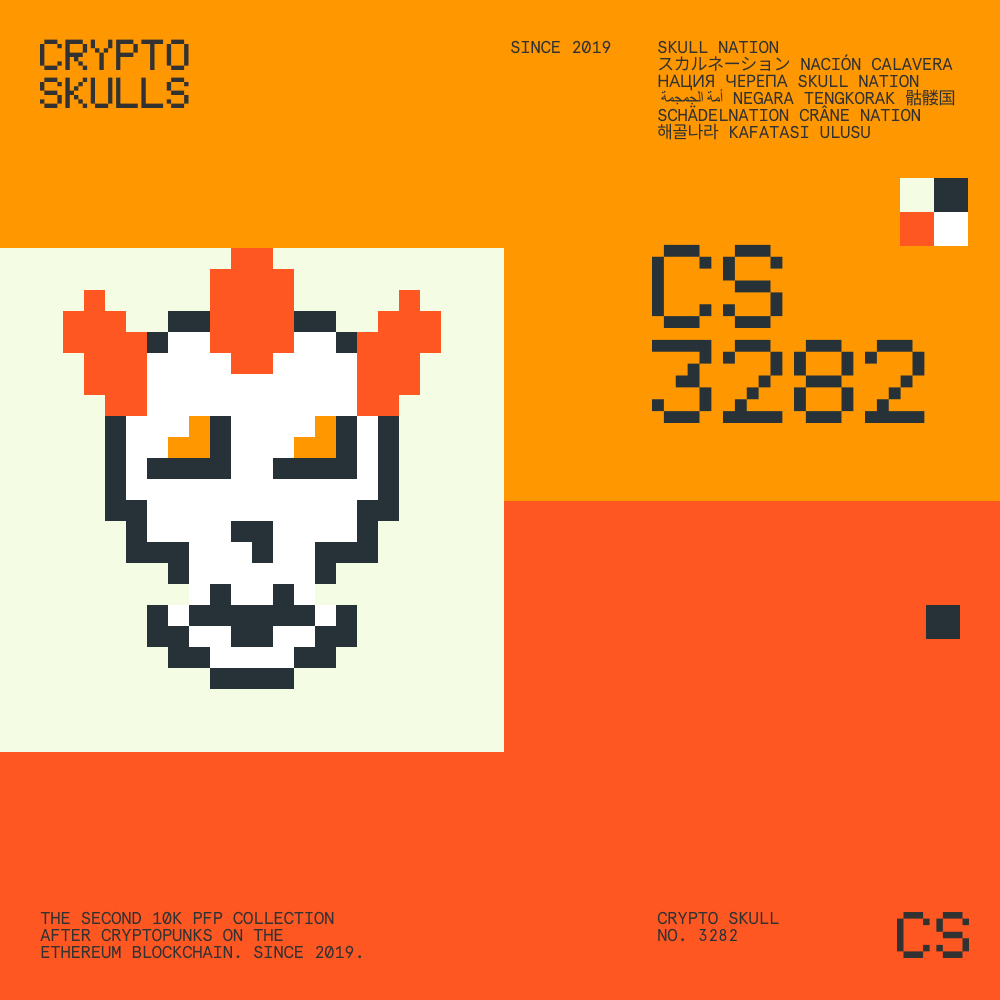 CRYPTO
SKULLS
SINCE 2019
SKULL NATION
スカルネーション NACIÓN CALAVERA
НАЦИЯ ЧЕРЕПА SKULL NATION
أمة الجمجمة NEGARA TENGKORAK 骷髅国
SCHÄDELNATION CRÂNE NATION
해골나라 KAFATASI ULUSU
CS
3282
THE SECOND 10K PFP COLLECTION
AFTER CRYPTOPUNKS ON THE
ETHEREUM BLOCKCHAIN. SINCE 2019.
CRYPTO SKULL
NO. 3282
CS